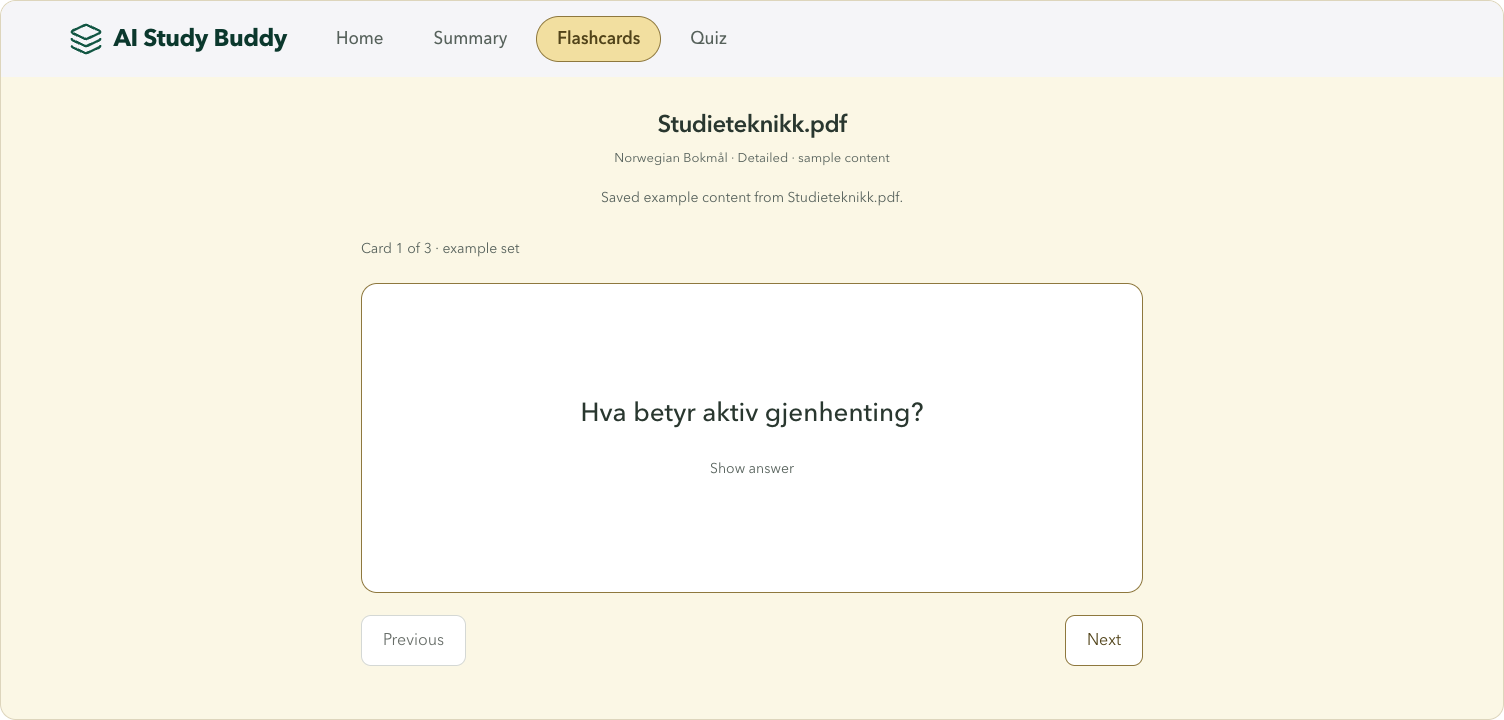 AI Study Buddy Home Summary Flashcards Quiz
Studieteknikk.pdf
Norwegian Bokmål · Detailed · sample content
Saved example content from Studieteknikk.pdf.
Card 1 of 3 · example set
Hva betyr aktiv gjenhenting?
Show answer
Previous Next